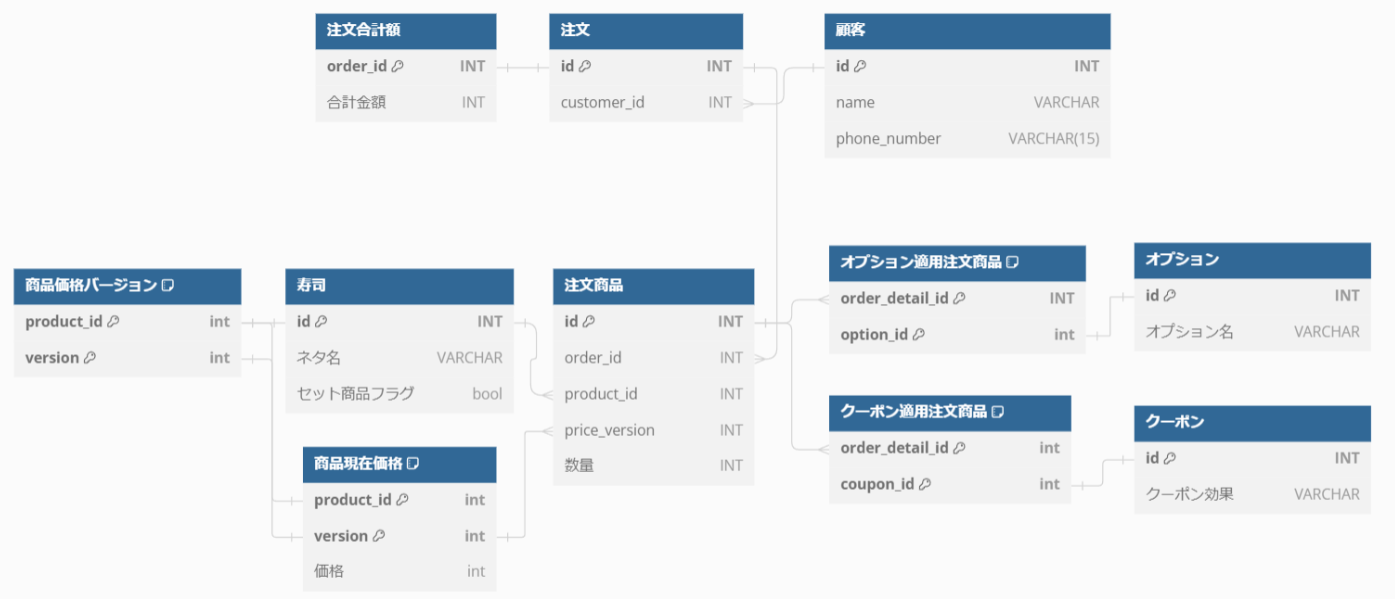 注文合計額
order_id INT
合計金額 INT
注文
id INT
customer_id INT
顧客
id INT
name VARCHAR
phone_number VARCHAR(15)
商品価格バージョン
product_id int
version int
寿司
id INT
ネタ名 VARCHAR
セット商品フラグ bool
商品現在価格
product_id int
version int
価格 int
注文商品
id INT
order_id INT
product_id INT
price_version INT
数量 INT
オプション適用注文商品
order_detail_id INT
option_id int
クーポン適用注文商品
order_detail_id int
coupon_id int
オプション
id INT
オプション名 VARCHAR
クーポン
id INT
クーポン効果 VARCHAR